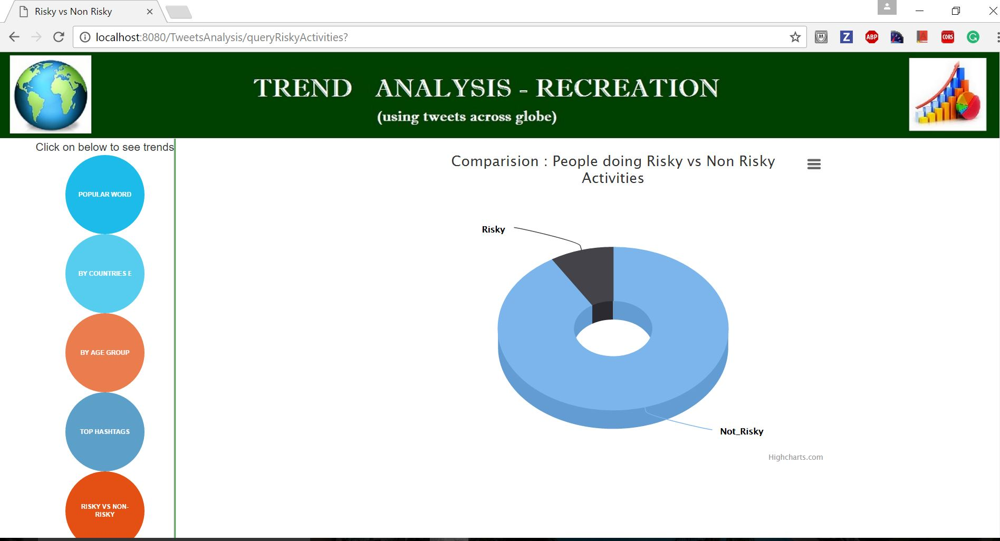 Risky vs Non Risky
localhost:8080/TweetsAnalysis/queryRiskyActivities?
Z
ABP
A
CORS
G
TREND ANALYSIS - RECREATION
(using tweets across globe)
Click on below to see trends
POPULAR WORD
BY COUNTRIES E
BY AGE GROUP
TOP HASHTAGS
RISKY VS NON-
RISKY
Comparision : People doing Risky vs Non Risky
Activities
Risky
Not_Risky
Highcharts.com